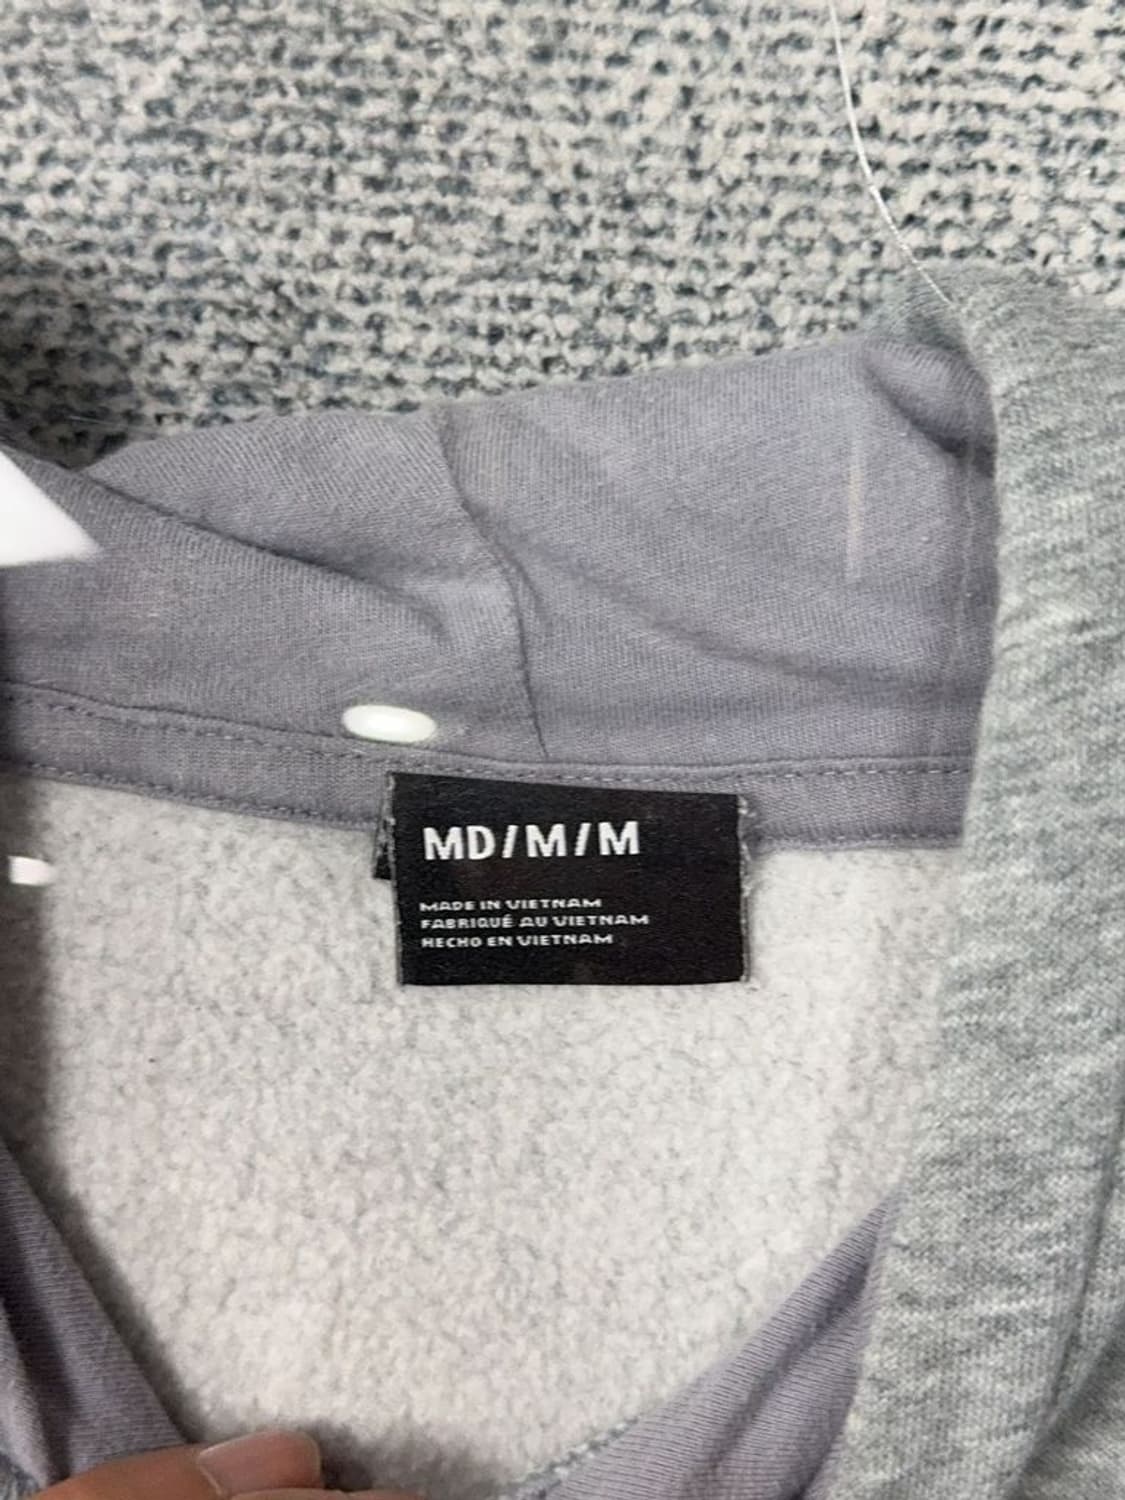 MD/M/M
MADE IN VIETNAM
FABRIQUÉ AU VIETNAM
HECHO EN VIETNAM